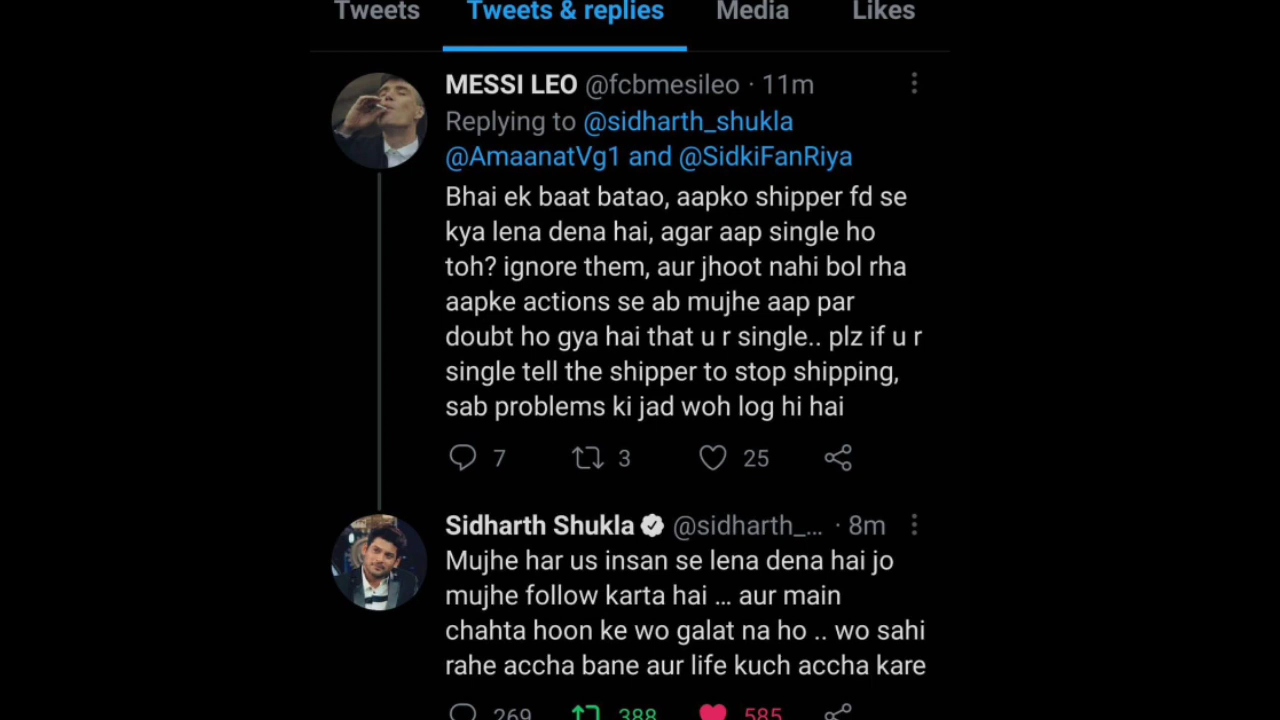 Tweets Tweets & replies Media Likes
MESSI LEO @fcbmesileo · 11m
Replying to @sidharth_shukla
@AmaanatVg1 and @SidkiFanRiya
Bhai ek baat batao, aapko shipper fd se
kya lena dena hai, agar aap single ho
toh? ignore them, aur jhoot nahi bol rha
aapke actions se ab mujhe aap par
doubt ho gya hai that u r single.. plz if u r
single tell the shipper to stop shipping,
sab problems ki jad woh log hi hai
7 3 25
Sidharth Shukla @sidharth_... · 8m
Mujhe har us insan se lena dena hai jo
mujhe follow karta hai ... aur main
chahta hoon ke wo galat na ho .. wo sahi
rahe accha bane aur life kuch accha kare
269 388 585